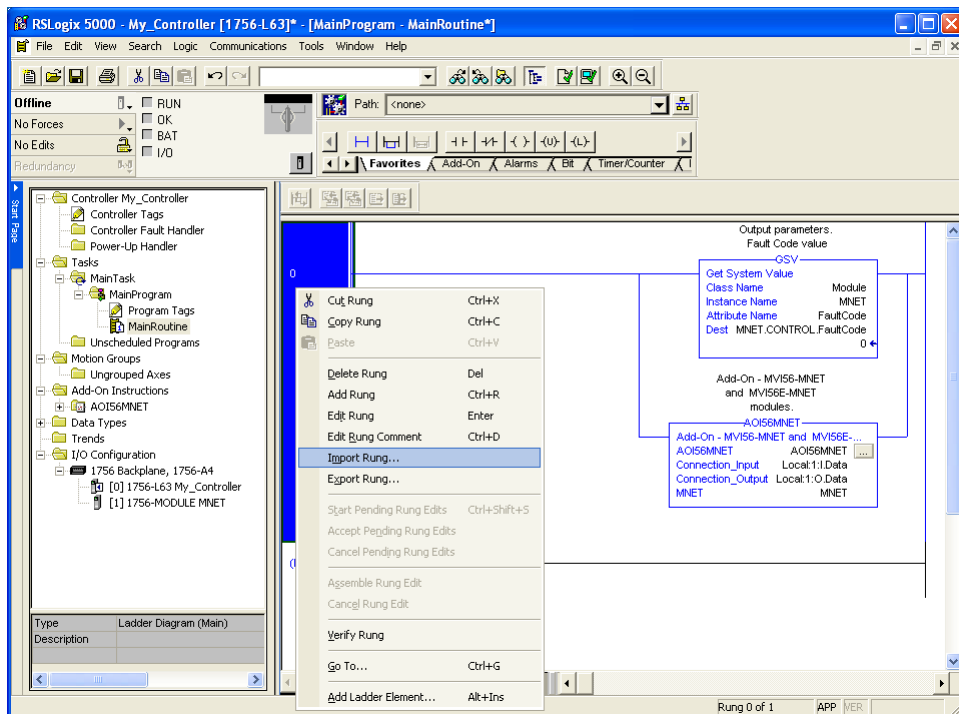 RSLogix 5000 - My_Controller [1756-L63]* - [MainProgram - MainRoutine*]
File Edit View Search Logic Communications Tools Window Help
Offline
RUN
No Forces
OK
No Edits
BAT
Redundancy
I/O
Path: <none>
Favorites Add-On Alarms Bit Timer/Counter
Start Page
Controller My_Controller
Controller Tags
Controller Fault Handler
Power-Up Handler
Tasks
MainTask
MainProgram
Program Tags
MainRoutine
Unscheduled Programs
Motion Groups
Ungrouped Axes
Add-On Instructions
AOI56MNET
Data Types
Trends
I/O Configuration
1756 Backplane, 1756-A4
[0] 1756-L63 My_Controller
[1] 1756-MODULE MNET
Type Ladder Diagram (Main)
Description
0
Output parameters.
Fault Code value
GSV
Get System Value
Class Name Module
Instance Name MNET
Attribute Name FaultCode
Dest MNET.CONTROL.FaultCode
0
Add-On - MVI56-MNET
and MVI56E-MNET
modules.
AOI56MNET
Add-On - MVI56-MNET and MVI56E-...
AOI56MNET AOI56MNET ...
Connection_Input Local:1:I.Data
Connection_Output Local:1:O.Data
MNET MNET
Cut Rung Ctrl+X
Copy Rung Ctrl+C
Paste Ctrl+V
Delete Rung Del
Add Rung Ctrl+R
Edit Rung Enter
Edit Rung Comment Ctrl+D
Import Rung...
Export Rung...
Start Pending Rung Edits Ctrl+Shift+S
Accept Pending Rung Edits
Cancel Pending Rung Edits
Assemble Rung Edit
Cancel Rung Edit
Verify Rung
Go To... Ctrl+G
Add Ladder Element... Alt+Ins
Rung 0 of 1 APP VER